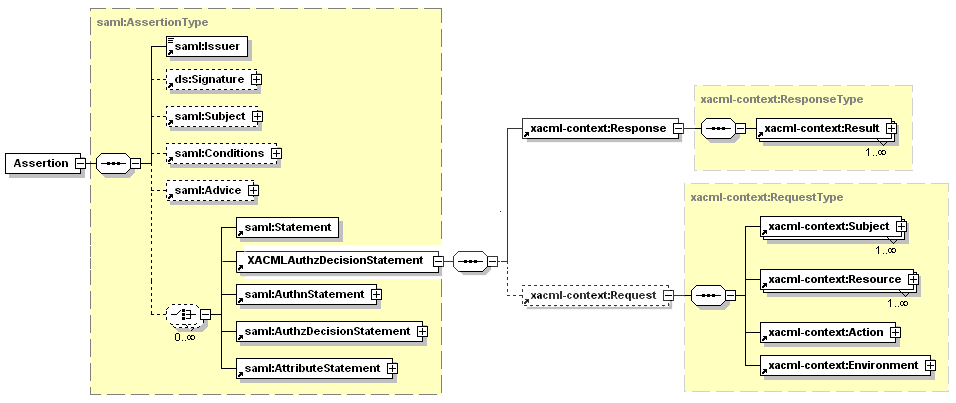 saml:AssertionType
saml:Issuer
ds:Signature
saml:Subject
saml:Conditions
saml:Advice
Assertion
saml:Statement
XACMLAuthzDecisionStatement
saml:AuthnStatement
saml:AuthzDecisionStatement
saml:AttributeStatement
0..∞
xacml-context:Response
xacml-context:ResponseType
xacml-context:Result
1..∞
xacml-context:Request
xacml-context:RequestType
xacml-context:Subject
1..∞
xacml-context:Resource
1..∞
xacml-context:Action
xacml-context:Environment